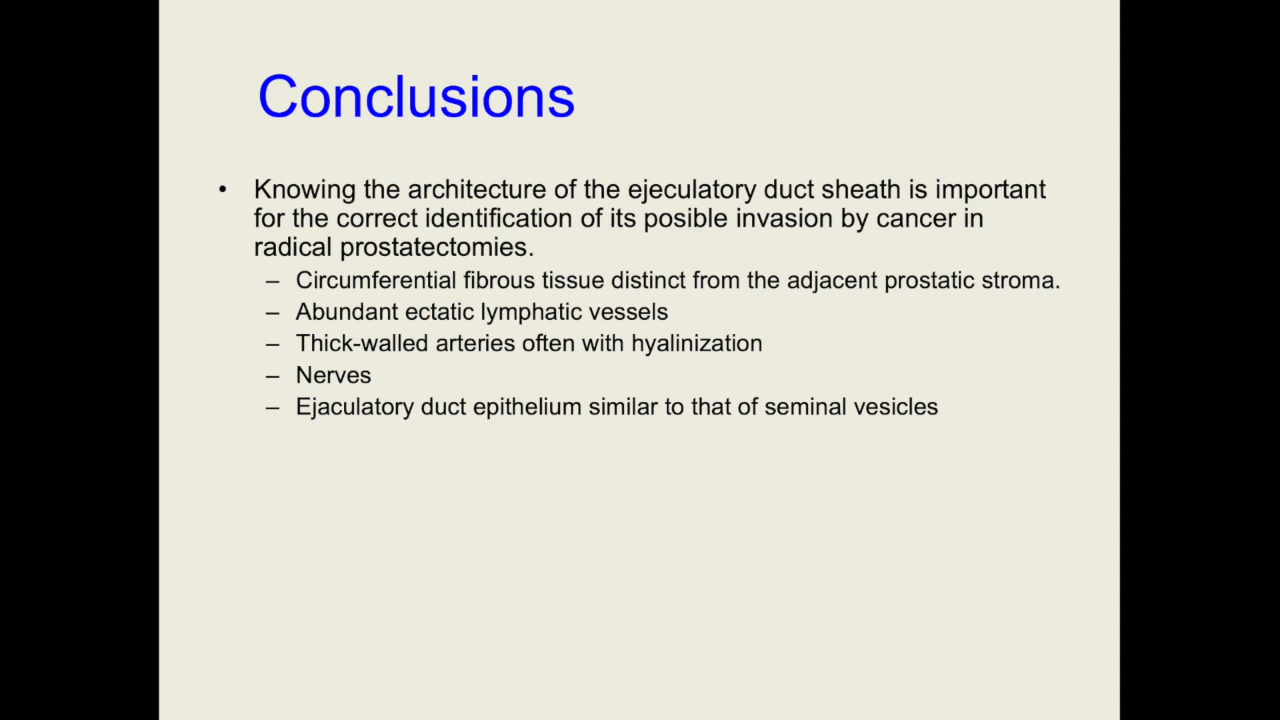 Conclusions
• Knowing the architecture of the ejeculatory duct sheath is important
for the correct identification of its posible invasion by cancer in
radical prostatectomies.
– Circumferential fibrous tissue distinct from the adjacent prostatic stroma.
– Abundant ectatic lymphatic vessels
– Thick-walled arteries often with hyalinization
– Nerves
– Ejaculatory duct epithelium similar to that of seminal vesicles